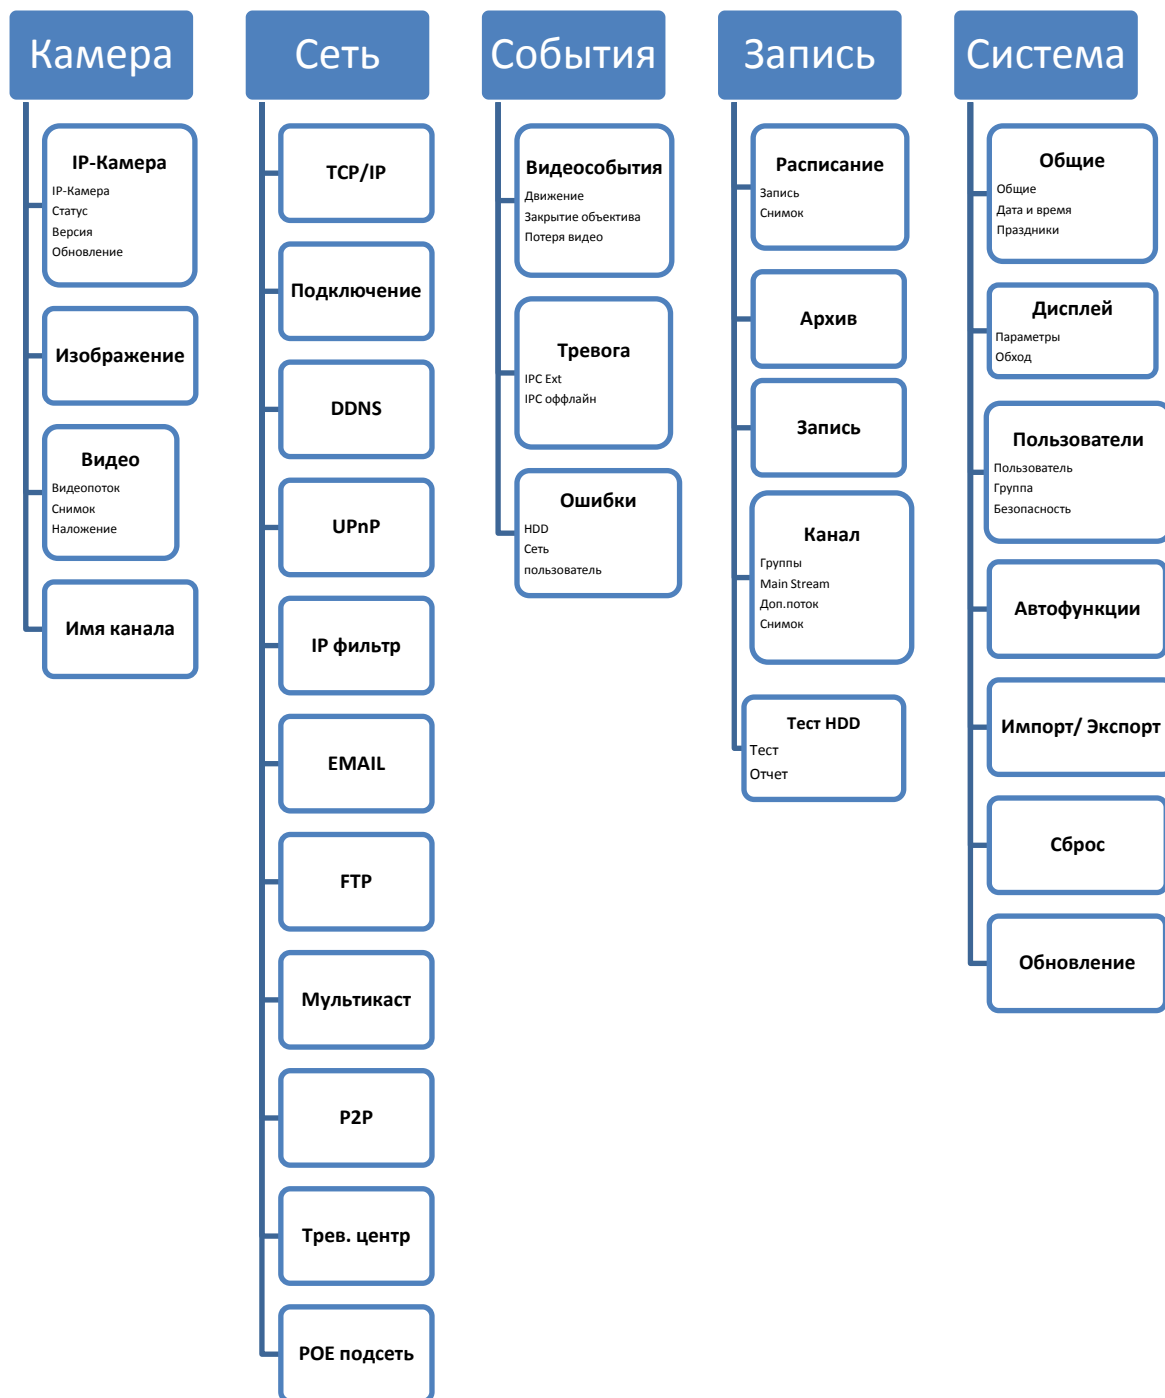 Камера
IP-Камера
IP-Камера
Статус
Версия
Обновление
Изображение
Видео
Видеопоток
Снимок
Наложение
Имя канала
Сеть
TCP/IP
Подключение
DDNS
UPnP
IP фильтр
EMAIL
FTP
Мультикаст
P2P
Трев. центр
POE подсеть
События
Видеособытия
Движение
Закрытие объектива
Потеря видео
Тревога
IPC Ext
IPC оффлайн
Ошибки
HDD
Сеть
пользователь
Запись
Расписание
Запись
Снимок
Архив
Запись
Канал
Группы
Main Stream
Доп.поток
Снимок
Тест HDD
Тест
Отчет
Система
Общие
Общие
Дата и время
Праздники
Дисплей
Параметры
Обход
Пользователи
Пользователь
Группа
Безопасность
Автофункции
Импорт/ Экспорт
Сброс
Обновление